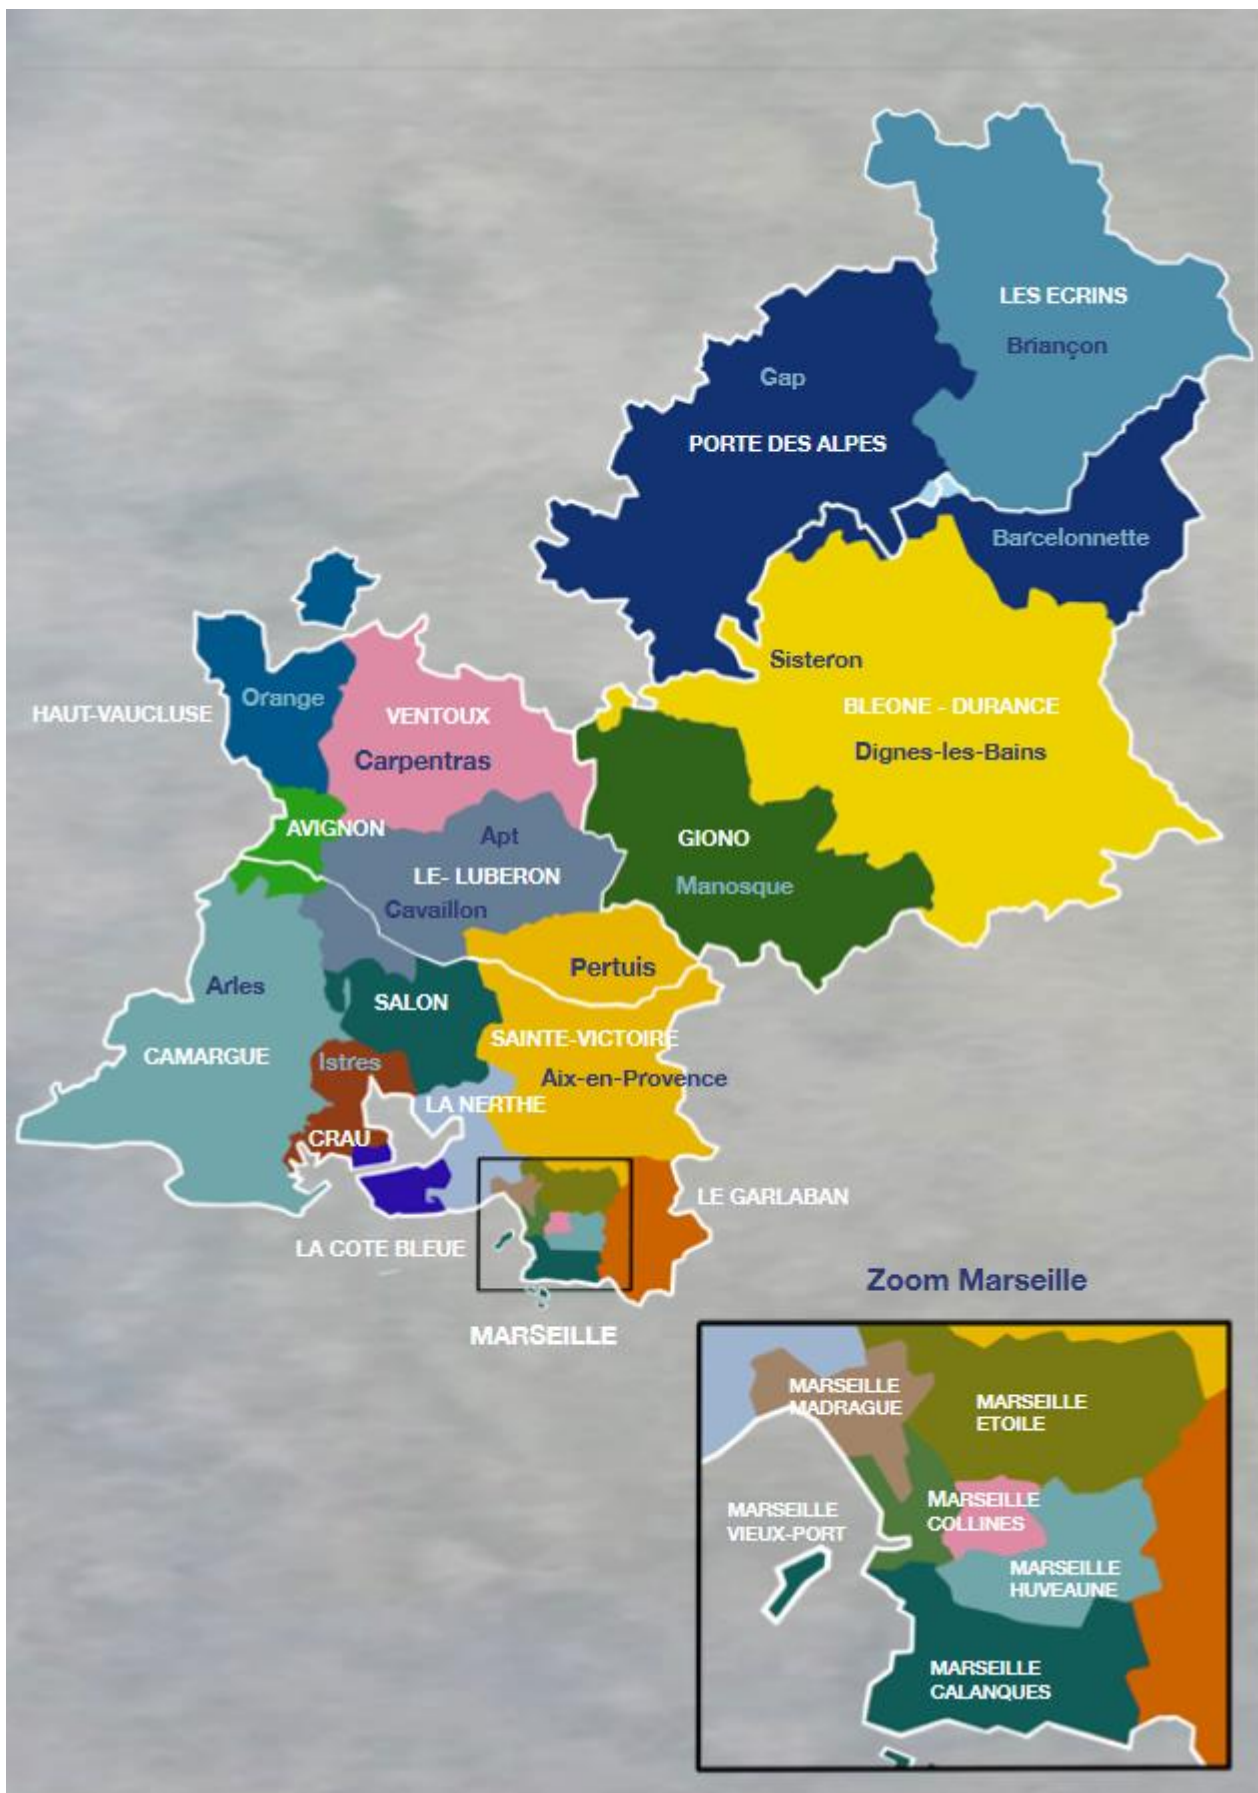 LES ECRINS
Briançon
Gap
PORTE DES ALPES
Barcelonnette
Sisteron
Orange
HAUT-VAUCLUSE
VENTOUX
BLEONE - DURANCE
Carpentras
Dignes-les-Bains
AVIGNON
Apt
GIONO
LE- LUBERON
Manosque
Cavaillon
Pertuis
Arles
SALON
SAINTE-VICTOIRE
CAMARGUE
Istres
Aix-en-Provence
LA NERTHE
CRAU
LE GARLABAN
LA COTE BLEUE
Zoom Marseille
MARSEILLE
MARSEILLE
MADRAGUE
MARSEILLE
ETOILE
MARSEILLE
VIEUX-PORT
MARSEILLE
COLLINES
MARSEILLE
HUVEAUNE
MARSEILLE
CALANQUES